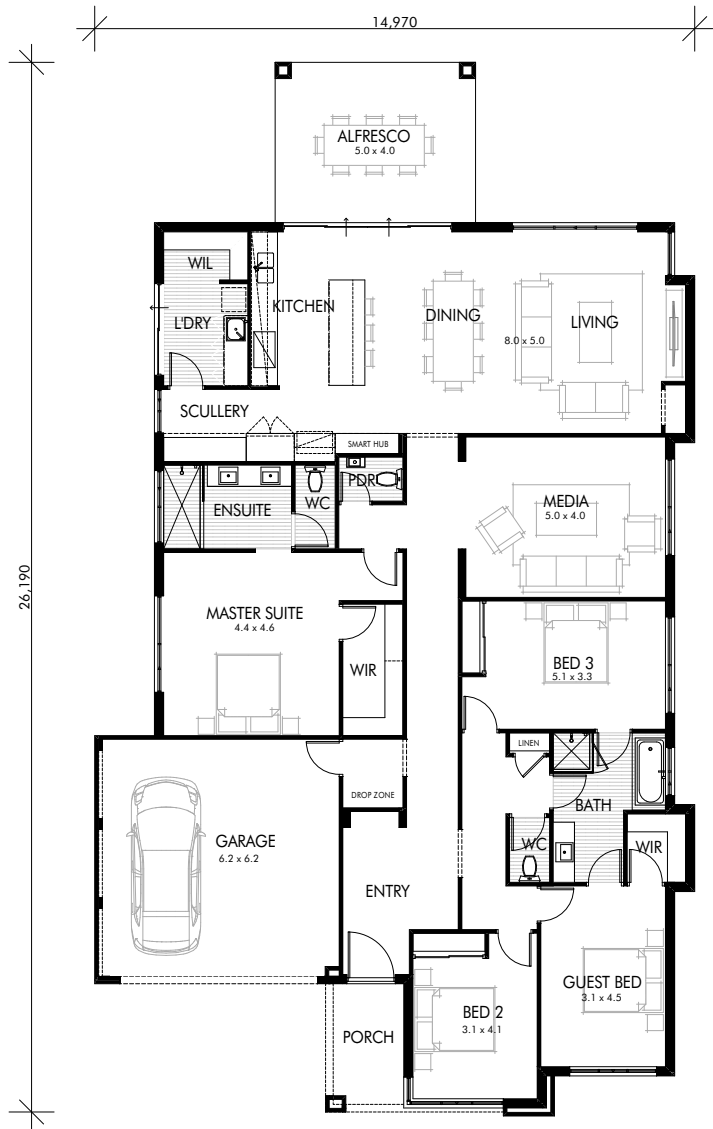 14,970
26,190
ALFRESCO
5.0 x 4.0
WIL
KITCHEN
L'DRY
DINING
LIVING
8.0 x 5.0
SCULLERY
SMART HUB
PDR
WC
ENSUITE
MEDIA
5.0 x 4.0
MASTER SUITE
4.4 x 4.6
WIR
BED 3
5.1 x 3.3
LINEN
DROP ZONE
BATH
GARAGE
6.2 x 6.2
WC
WIR
ENTRY
GUEST BED
3.1 x 4.5
BED 2
3.1 x 4.1
PORCH